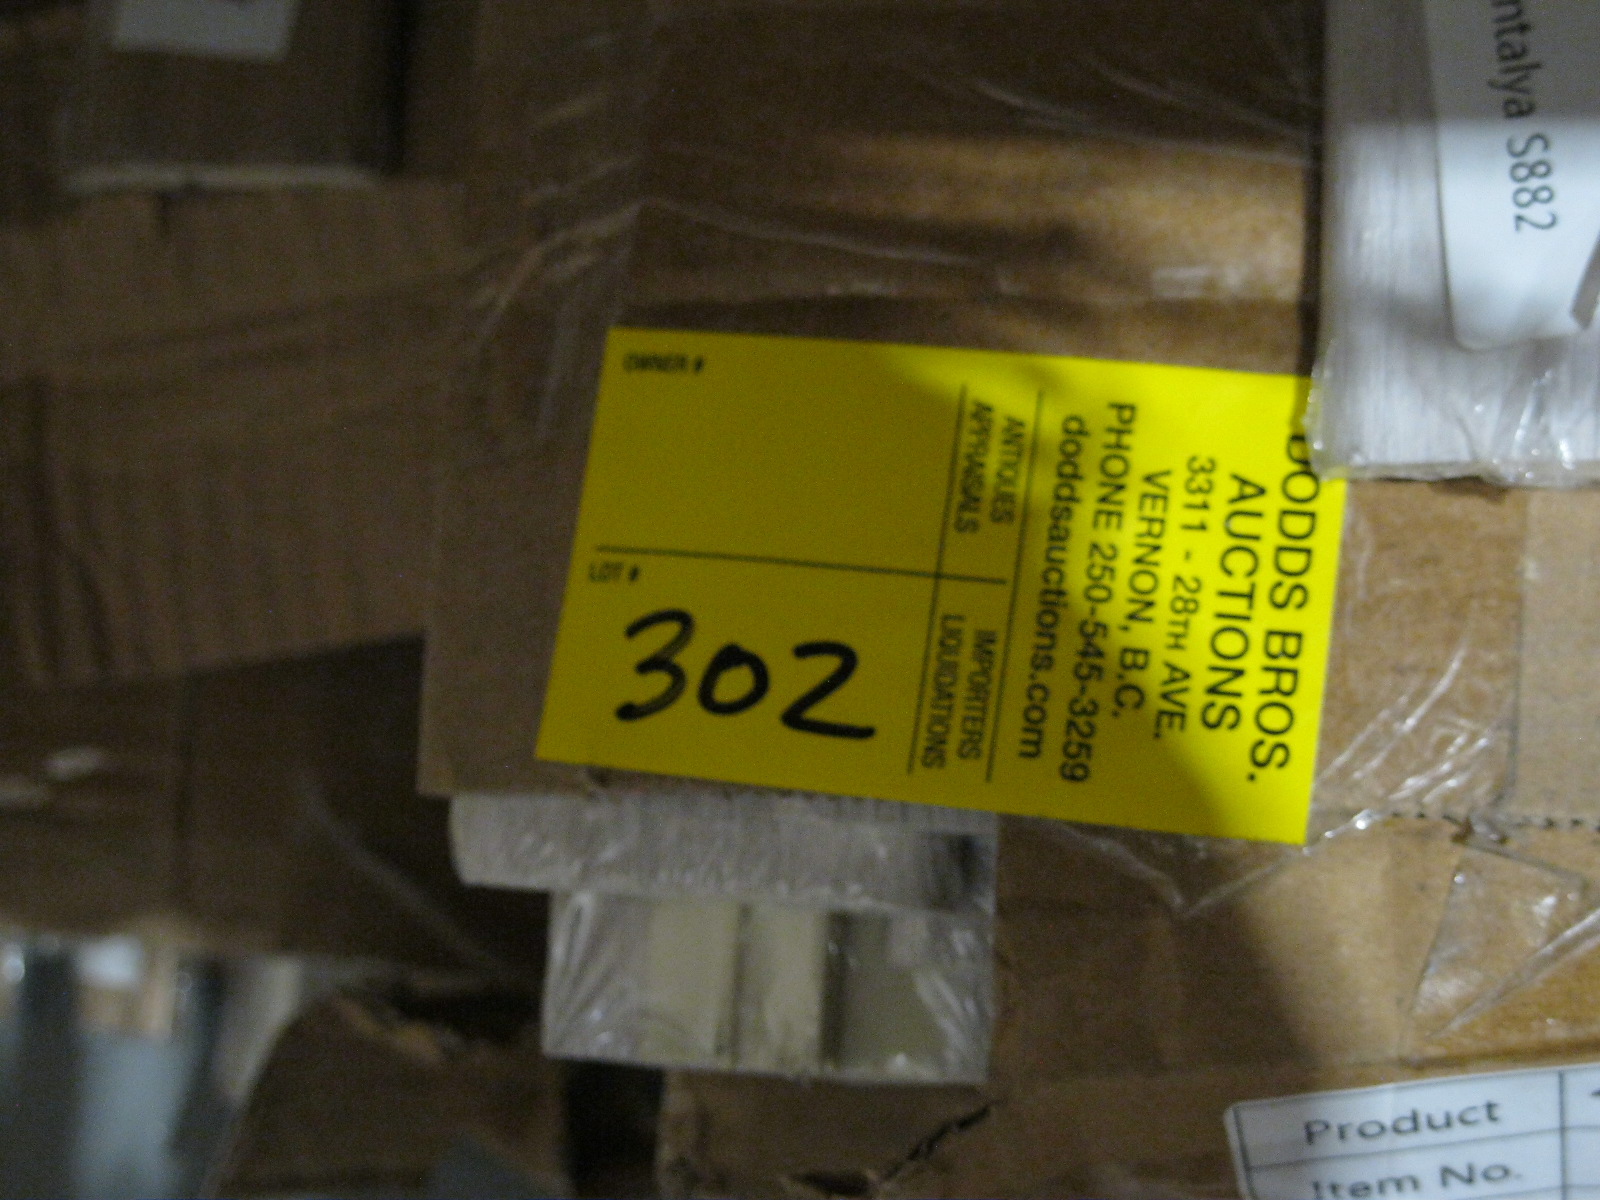 ntalya S882
DODDS BROS.
AUCTIONS
3311 - 28TH AVE.
VERNON, B.C.
PHONE 250-545-3259
doddsauctions.com
ANTIQUES
APPRAISALS
IMPORTERS
LIQUIDATIONS
OWNER #
LOT #
302
Product
Item No.